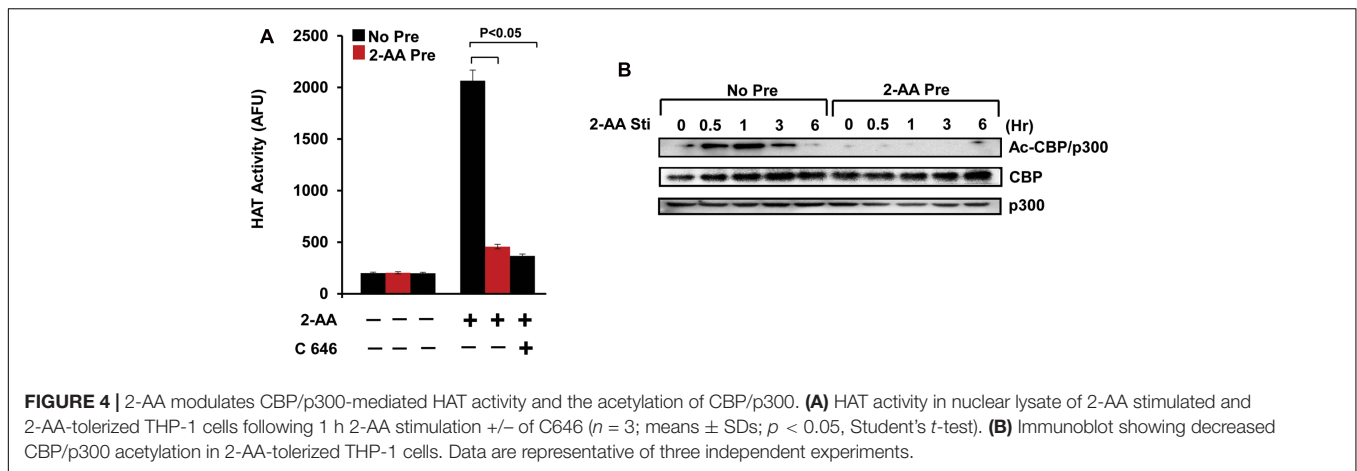 A
No Pre
2-AA Pre
P<0.05
HAT Activity (AFU)
2500
2000
1500
1000
500
0
2-AA — — — + + +
C 646 — — — — — +
B
No Pre 2-AA Pre
2-AA Sti 0 0.5 1 3 6 0 0.5 1 3 6 (Hr)
Ac-CBP/p300
CBP
p300
FIGURE 4 | 2-AA modulates CBP/p300-mediated HAT activity and the acetylation of CBP/p300. (A) HAT activity in nuclear lysate of 2-AA stimulated and
2-AA-tolerized THP-1 cells following 1 h 2-AA stimulation +/– of C646 (n = 3; means ± SDs; p < 0.05, Student's t-test). (B) Immunoblot showing decreased
CBP/p300 acetylation in 2-AA-tolerized THP-1 cells. Data are representative of three independent experiments.